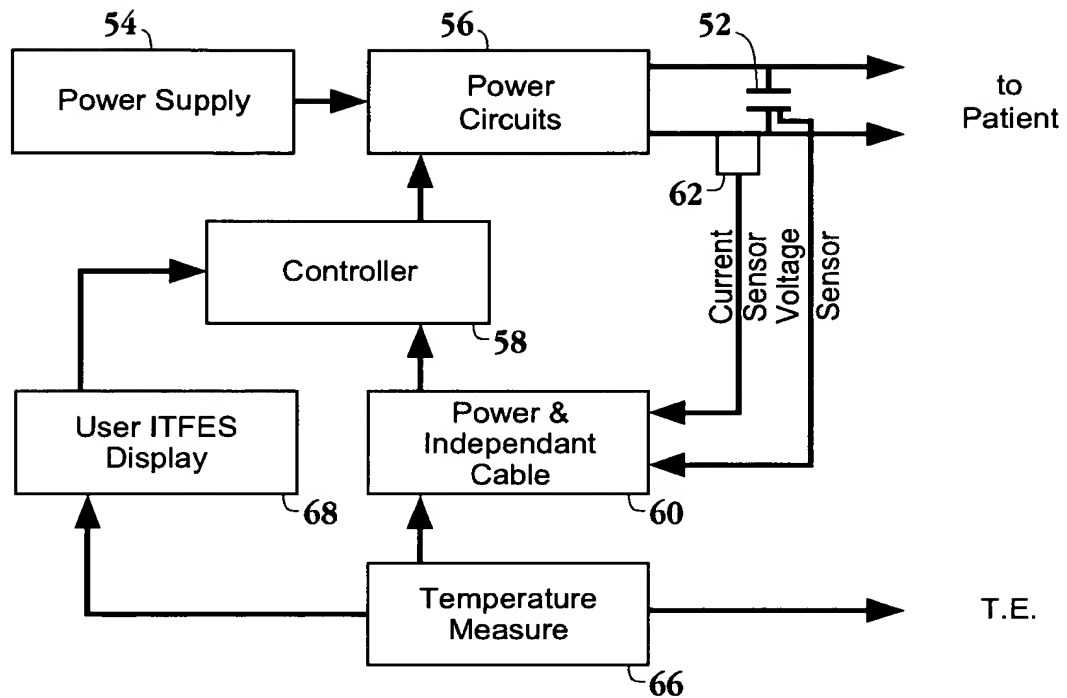 54
56
52
Power Supply
Power
Circuits
to
Patient
62
Controller
58
Current
Sensor
Voltage
Sensor
User ITFES
Display
68
Power &
Independant
Cable
60
Temperature
Measure
66
T.E.